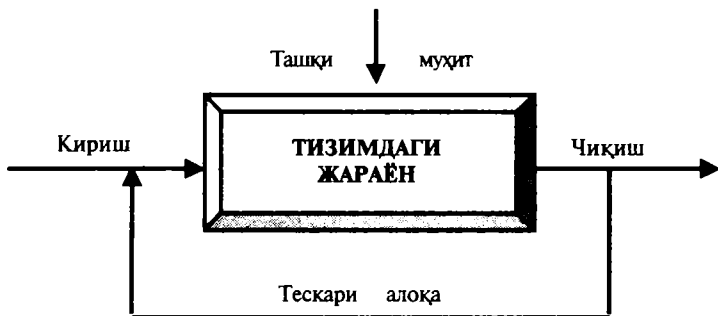 Ташқи муҳит
Кириш
ТИЗИМДАГИ
ЖАРАЁН
Чиқиш
Тескари алоқа